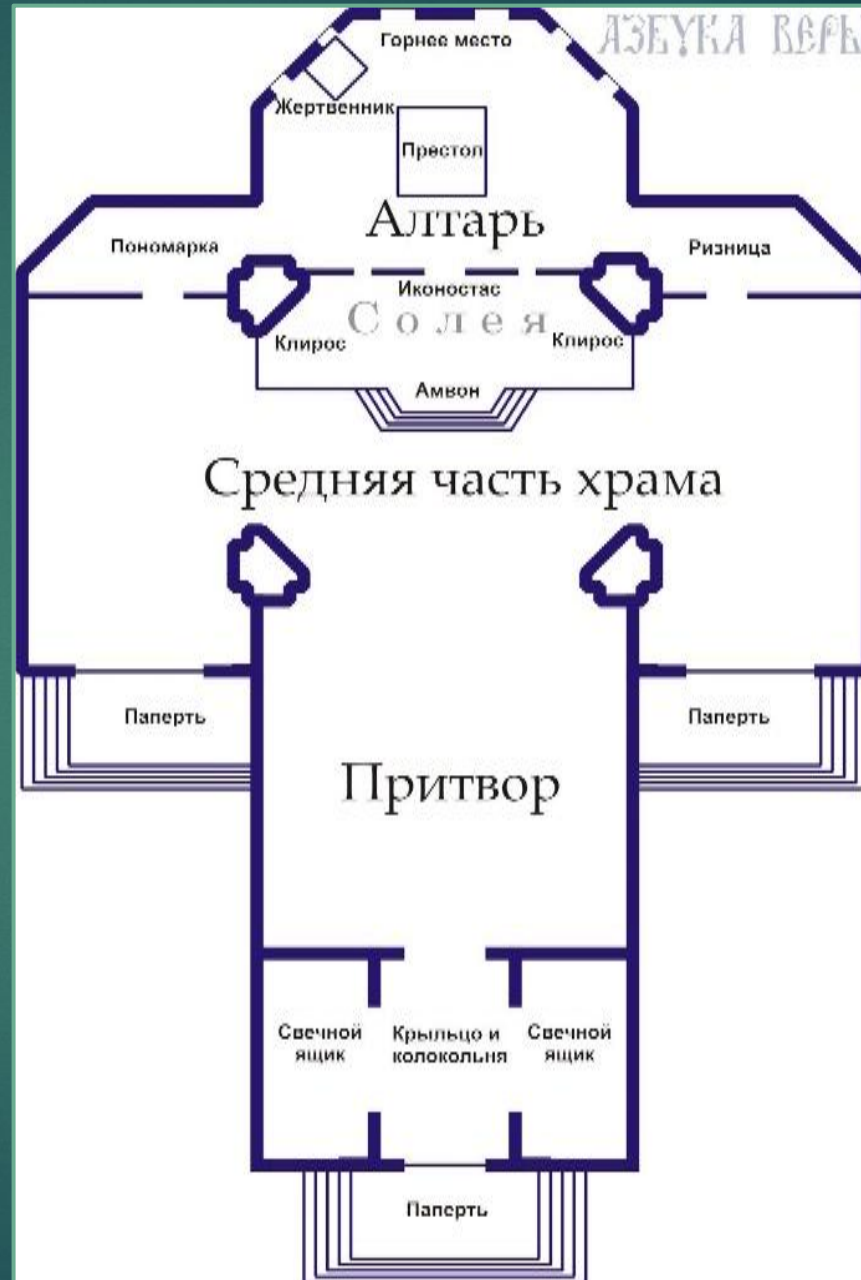 АЗБУКА ВЕРЫ
Горнее место
Жертвенник
Престол
Алтарь
Пономарка
Ризница
Иконостас
Солея
Клирос
Клирос
Амвон
Средняя часть храма
Паперть
Паперть
Притвор
Свечной
ящик
Крыльцо и
колокольня
Свечной
ящик
Паперть